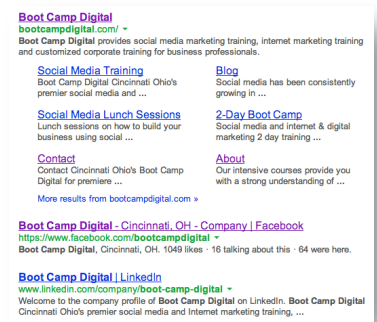 Boot Camp Digital
bootcampdigital.com/
Boot Camp Digital provides social media marketing training, internet marketing training
and customized corporate training for business professionals.
Social Media Training
Boot Camp Digital Cincinnati Ohio's
premier social media and ...
Blog
Social media has been consistently
growing in ...
Social Media Lunch Sessions
Lunch sessions on how to build your
business using social ...
2-Day Boot Camp
Social media and internet & digital
marketing 2 day training ...
Contact
Contact Cincinnati Ohio's Boot Camp
Digital for premiere ...
About
Our intensive courses provide you
with a strong understanding of ...
More results from bootcampdigital.com »
Boot Camp Digital - Cincinnati, OH - Company | Facebook
https://www.facebook.com/bootcampdigital
Boot Camp Digital, Cincinnati, OH. 1049 likes · 16 talking about this · 64 were here.
Boot Camp Digital | LinkedIn
www.linkedin.com/company/boot-camp-digital
Welcome to the company profile of Boot Camp Digital on LinkedIn. Boot Camp Digital
Cincinnati Ohio's premier social media and Internet marketing training, ...